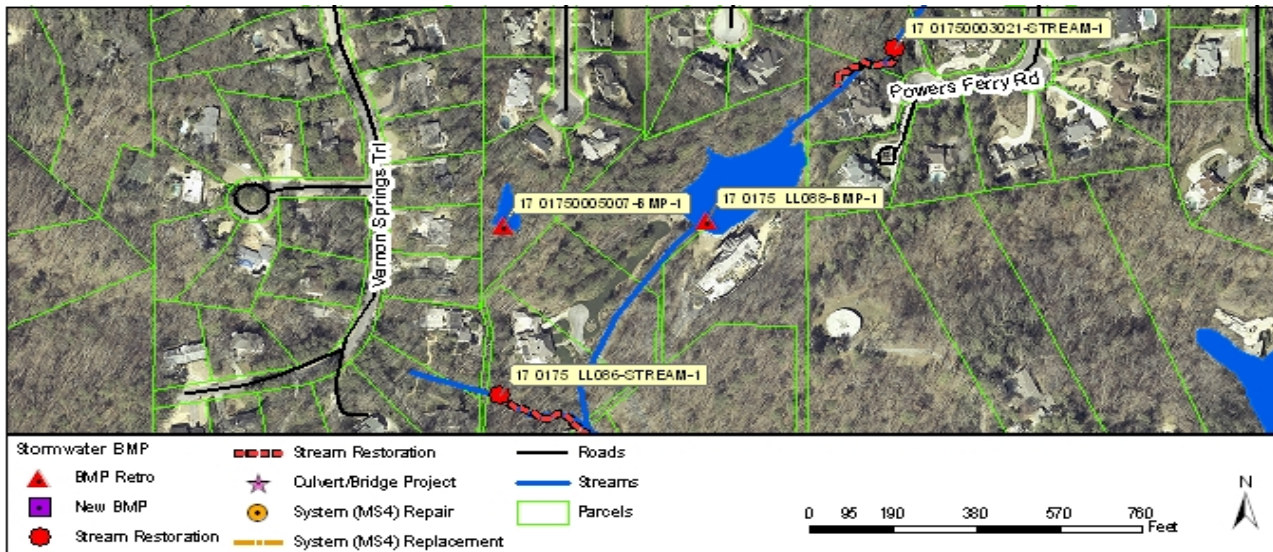 17 01750003021-STREAM-1
Powers Ferry Rd
Vernon Springs Trl
17 01750005007-BMP-1
17 0175 LL088-BMP-1
17 0175 LL086-STREAM-1
Stormwater BMP
BMP Retro
New BMP
Stream Restoration
Stream Restoration
Culvert/Bridge Project
System (MS4) Repair
System (MS4) Replacement
Roads
Streams
Parcels
0 95 190 380 570 760
Feet
N